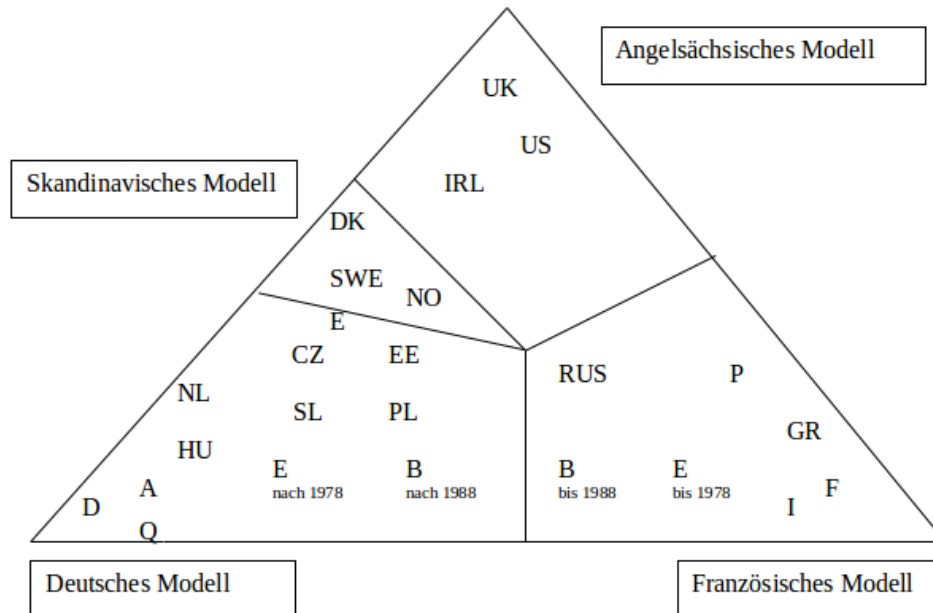 Angelsächsisches Modell
UK
US
Skandinavisches Modell
IRL
DK
SWE
NO
E
CZ
EE
NL
SL
PL
HU
E
nach 1978
B
nach 1988
D
A
Q
RUS
P
GR
B
bis 1988
E
bis 1978
F
I
Deutsches Modell
Französisches Modell